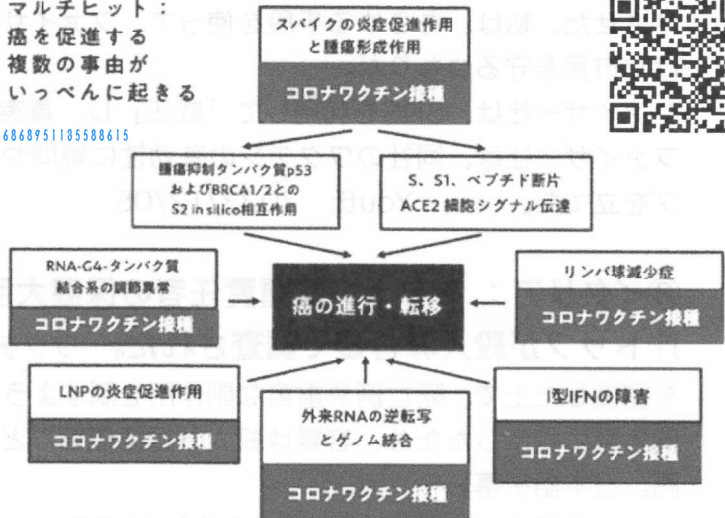 マルチヒット：
癌を促進する
複数の事由が
いっぺんに起きる
68689511185588615
スパイクの炎症促進作用
と腫瘍形成作用
コロナワクチン接種
腫瘍抑制タンパク質p53
およびBRCA1/2との
S2 in silico相互作用
S、S1、ペプチド断片
ACE2 細胞シグナル伝達
RNA-G4-タンパク質
結合系の調節異常
コロナワクチン接種
癌の進行・転移
リンパ球減少症
コロナワクチン接種
LNPの炎症促進作用
コロナワクチン接種
外来RNAの逆転写
とゲノム統合
コロナワクチン接種
I型IFNの障害
コロナワクチン接種